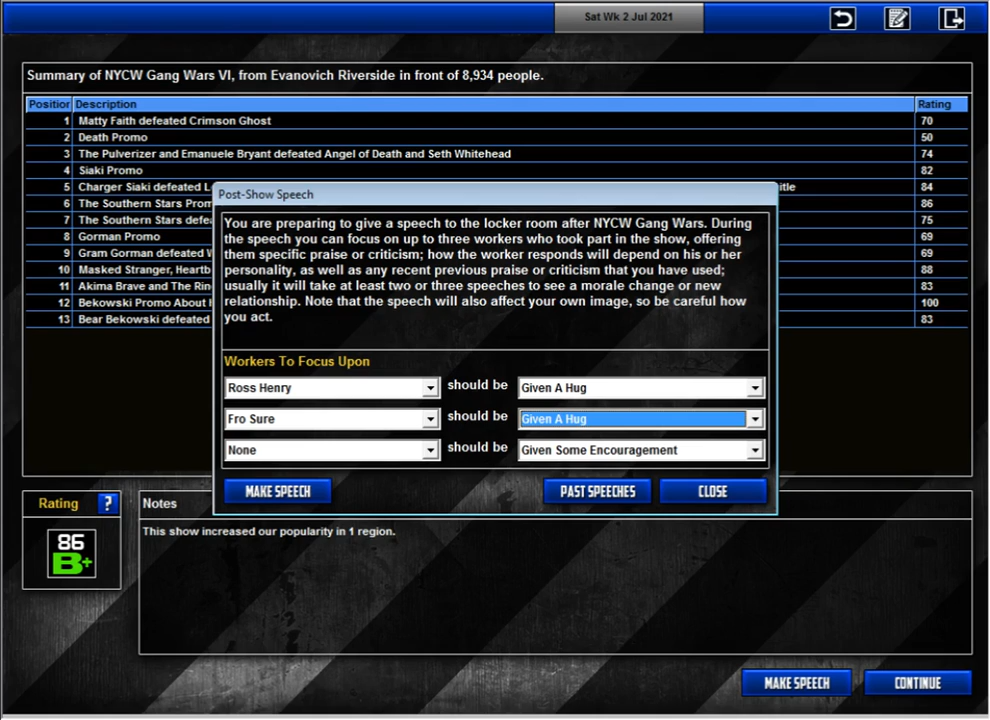 Sat Wk 2 Jul 2021
Summary of NYCW Gang Wars VI, from Evanovich Riverside in front of 8,934 people.
Position Description Rating
1 Matty Faith defeated Crimson Ghost 70
2 Death Promo 50
3 The Pulverizer and Emanuele Bryant defeated Angel of Death and Seth Whitehead 74
4 Siaki Promo 82
5 Charger Siaki defeated L itle 84
6 The Southern Stars Prom 86
7 The Southern Stars defea 75
8 Gorman Promo 69
9 Gram Gorman defeated W 69
10 Masked Stranger, Heartb 88
11 Akima Brave and The Rin 83
12 Bekowski Promo About 100
13 Bear Bekowski defeated 83
Post-Show Speech
You are preparing to give a speech to the locker room after NYCW Gang Wars. During
the speech you can focus on up to three workers who took part in the show, offering
them specific praise or criticism; how the worker responds will depend on his or her
personality, as well as any recent previous praise or criticism that you have used;
usually it will take at least two or three speeches to see a morale change or new
relationship. Note that the speech will also affect your own image, so be careful how
you act.
Workers To Focus Upon
Ross Henry should be Given A Hug
Fro Sure should be Given A Hug
None should be Given Some Encouragement
MAKE SPEECH PAST SPEECHES CLOSE
Rating ? Notes
This show increased our popularity in 1 region.
86
B+
MAKE SPEECH CONTINUE